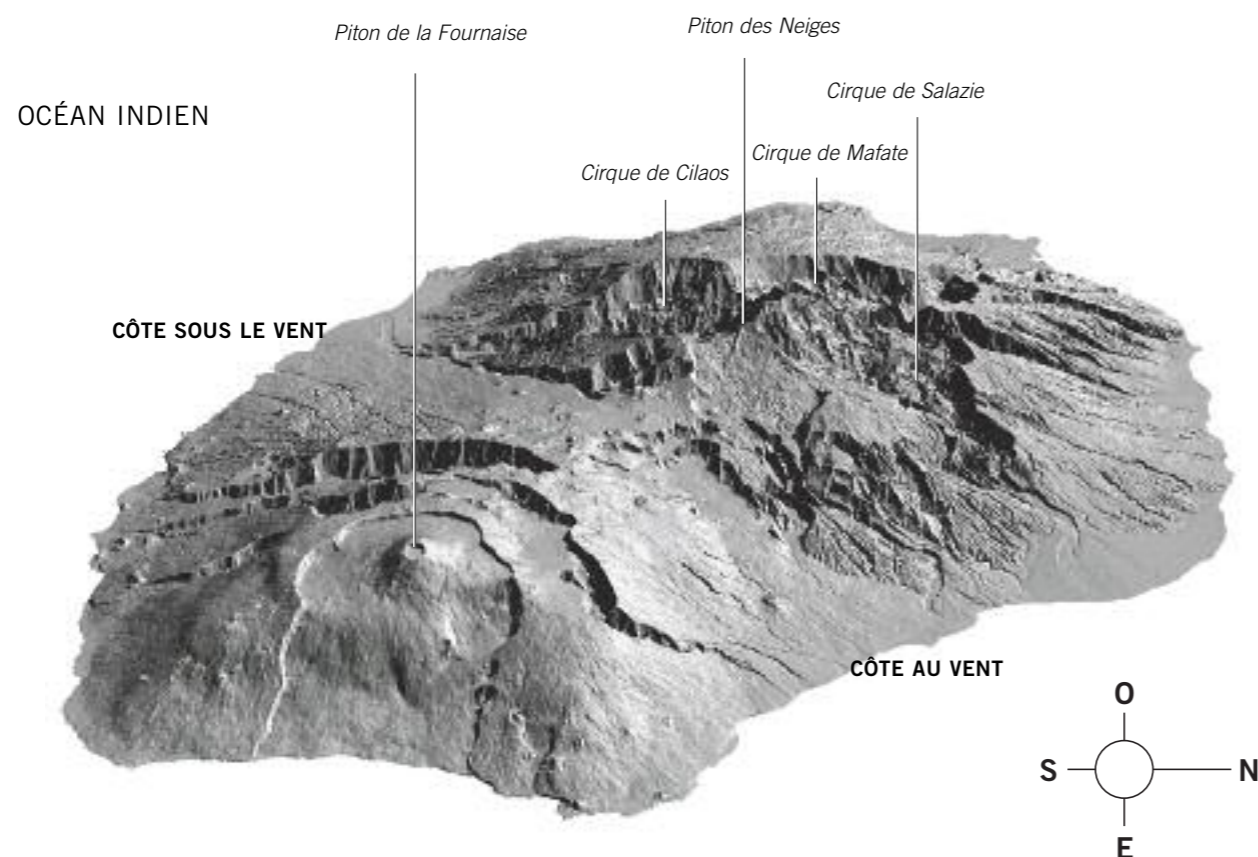 Piton de la Fournaise
Piton des Neiges
OCÉAN INDIEN
Cirque de Salazie
Cirque de Mafate
Cirque de Cilaos
CÔTE SOUS LE VENT
CÔTE AU VENT
O
S
N
E